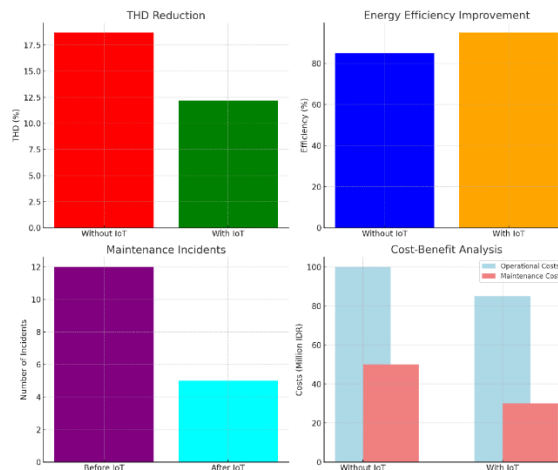 THD Reduction
THD (%)
17.5
15.0
12.5
10.0
7.5
5.0
2.5
0.0
Without IoT
With IoT
Energy Efficiency Improvement
Efficiency (%)
80
60
40
20
0
Without IoT
With IoT
Maintenance Incidents
Number of Incidents
12
10
8
6
4
2
0
Before IoT
After IoT
Cost-Benefit Analysis
Costs (Million IDR)
100
80
60
40
20
0
Operational Costs
Maintenance Cost
Without IoT
With IoT